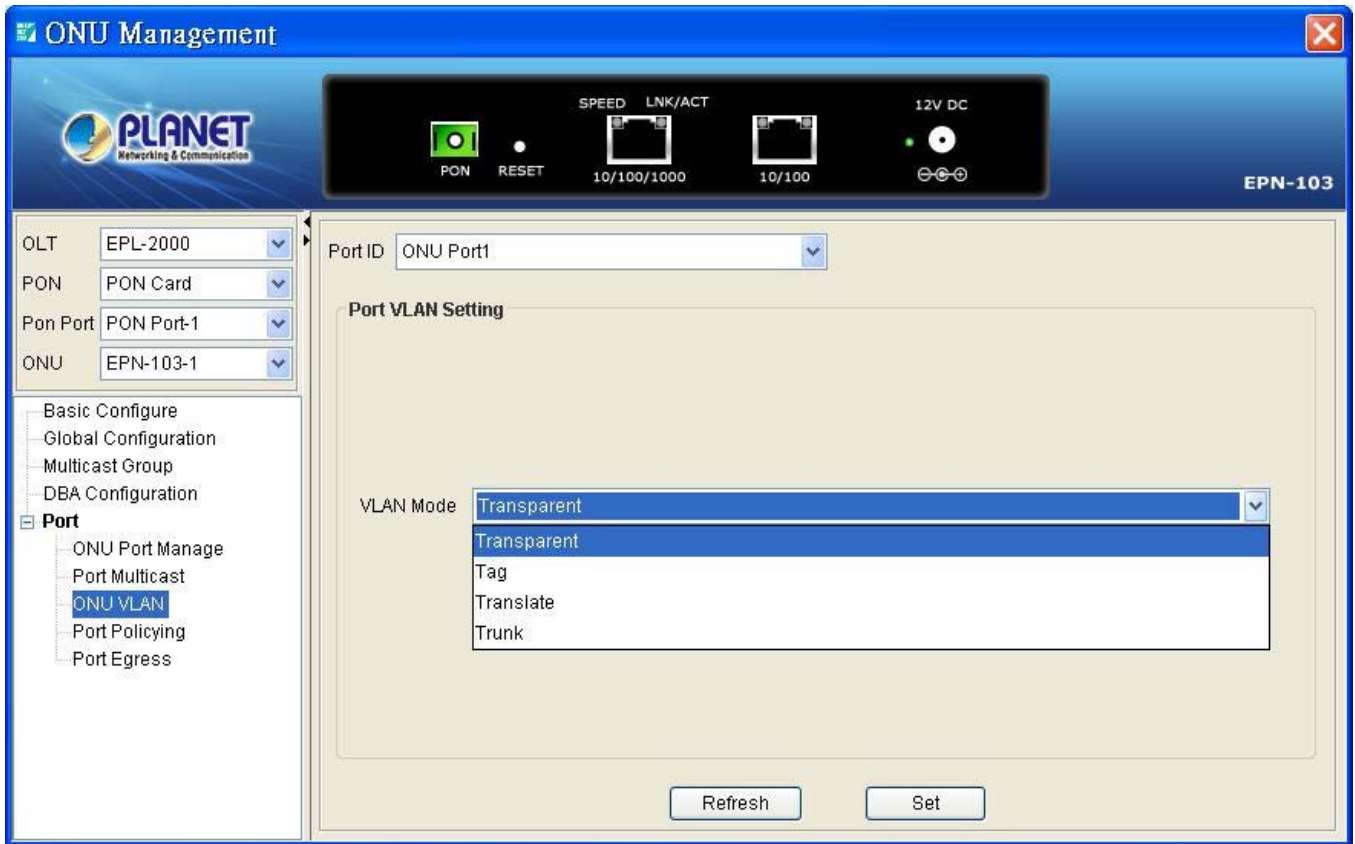 ONU Management
PLANET
Networking & Communication
SPEED LNK/ACT
12V DC
PON
RESET
10/100/1000
10/100
EPN-103
OLT EPL-2000
PON PON Card
Pon Port PON Port-1
ONU EPN-103-1
Basic Configure
Global Configuration
Multicast Group
DBA Configuration
Port
ONU Port Manage
Port Multicast
ONU VLAN
Port Policying
Port Egress
Port ID ONU Port1
Port VLAN Setting
VLAN Mode Transparent
Transparent
Tag
Translate
Trunk
Refresh
Set